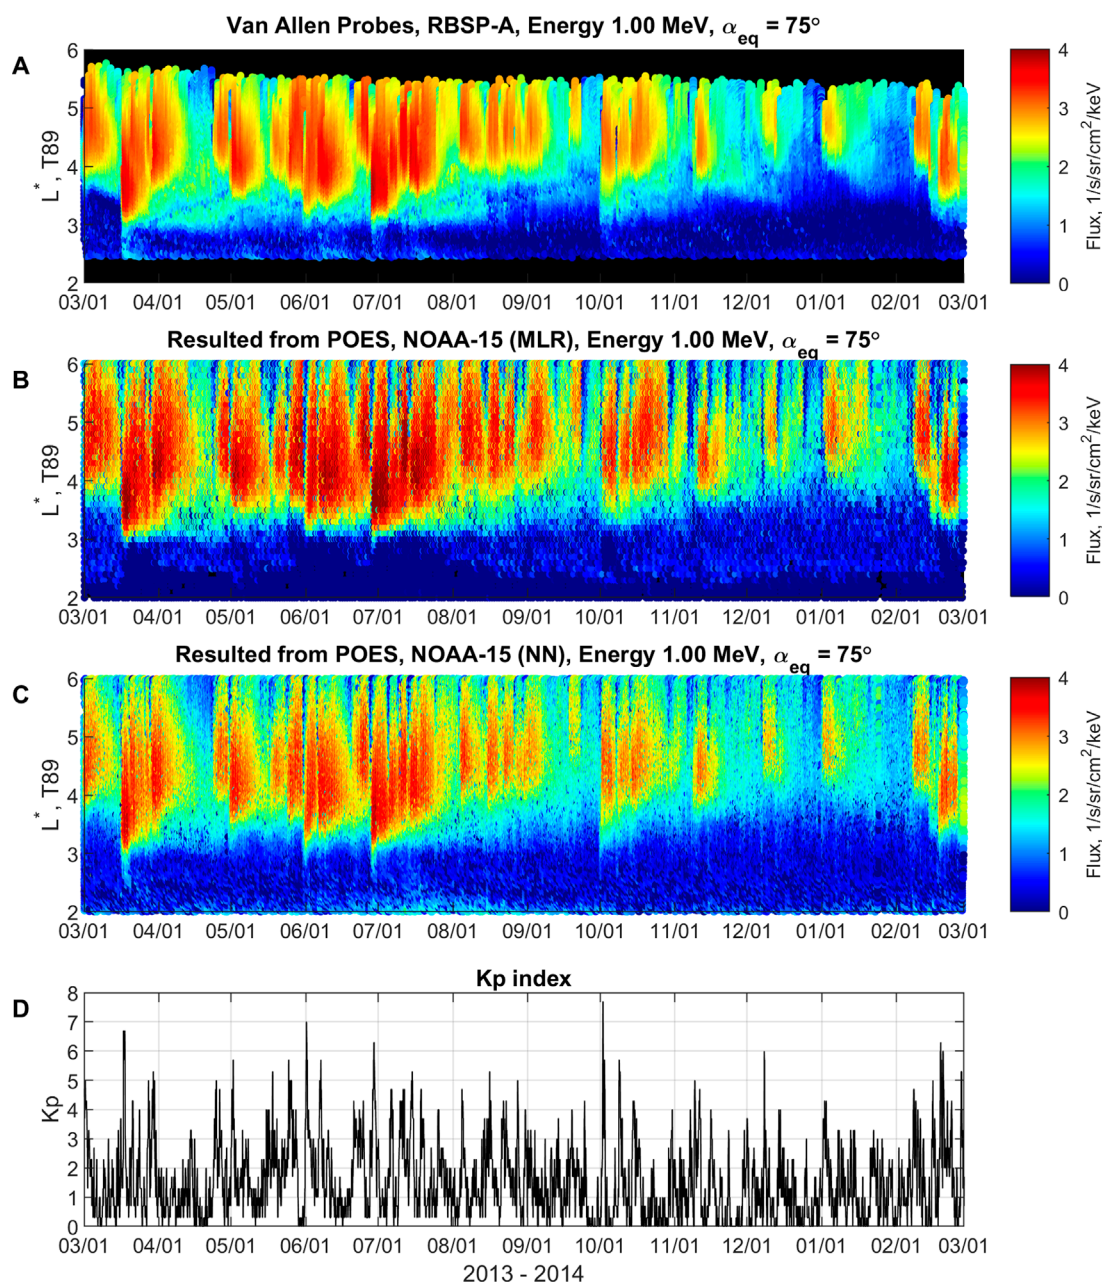 Van Allen Probes, RBSP-A, Energy 1.00 MeV, αeq = 75°
A
6
5
4
3
2
L*, T89
03/01 04/01 05/01 06/01 07/01 08/01 09/01 10/01 11/01 12/01 01/01 02/01 03/01
4
3
2
1
0
Flux, 1/s/sr/cm²/keV
Resulted from POES, NOAA-15 (MLR), Energy 1.00 MeV, αeq = 75°
B
6
5
4
3
2
L*, T89
03/01 04/01 05/01 06/01 07/01 08/01 09/01 10/01 11/01 12/01 01/01 02/01 03/01
4
3
2
1
0
Flux, 1/s/sr/cm²/keV
Resulted from POES, NOAA-15 (NN), Energy 1.00 MeV, αeq = 75°
C
6
5
4
3
2
L*, T89
03/01 04/01 05/01 06/01 07/01 08/01 09/01 10/01 11/01 12/01 01/01 02/01 03/01
4
3
2
1
0
Flux, 1/s/sr/cm²/keV
Kp index
D
8
7
6
5
4
3
2
1
0
Kp
03/01 04/01 05/01 06/01 07/01 08/01 09/01 10/01 11/01 12/01 01/01 02/01 03/01
2013 - 2014